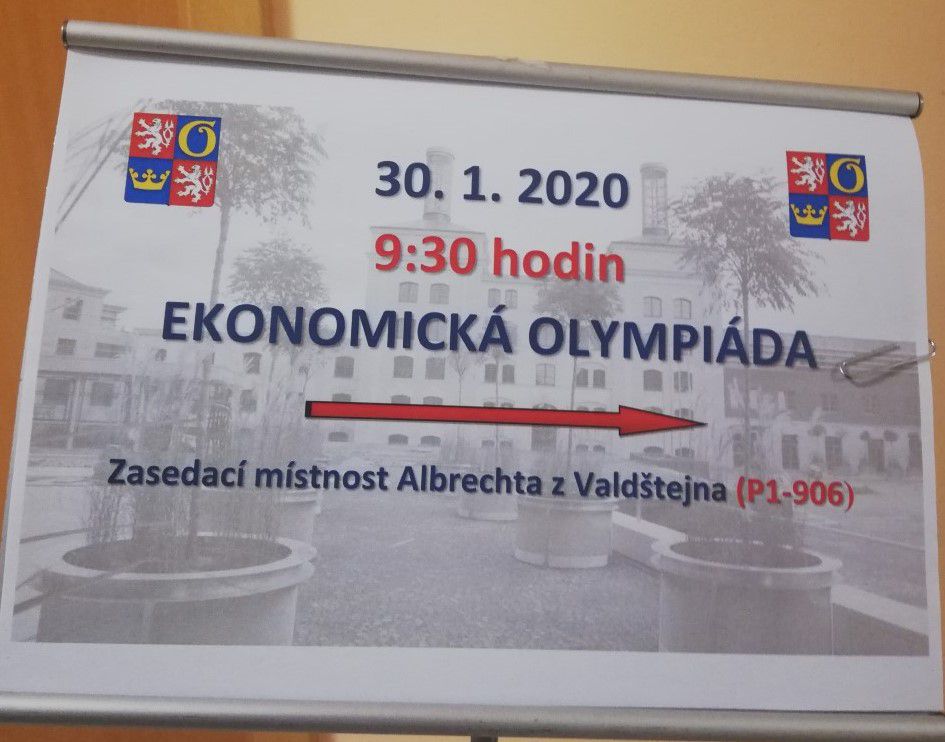 30. 1. 2020
9:30 hodin
EKONOMICKÁ OLYMPIÁDA
Zasedací místnost Albrechta z Valdštejna (P1-906)